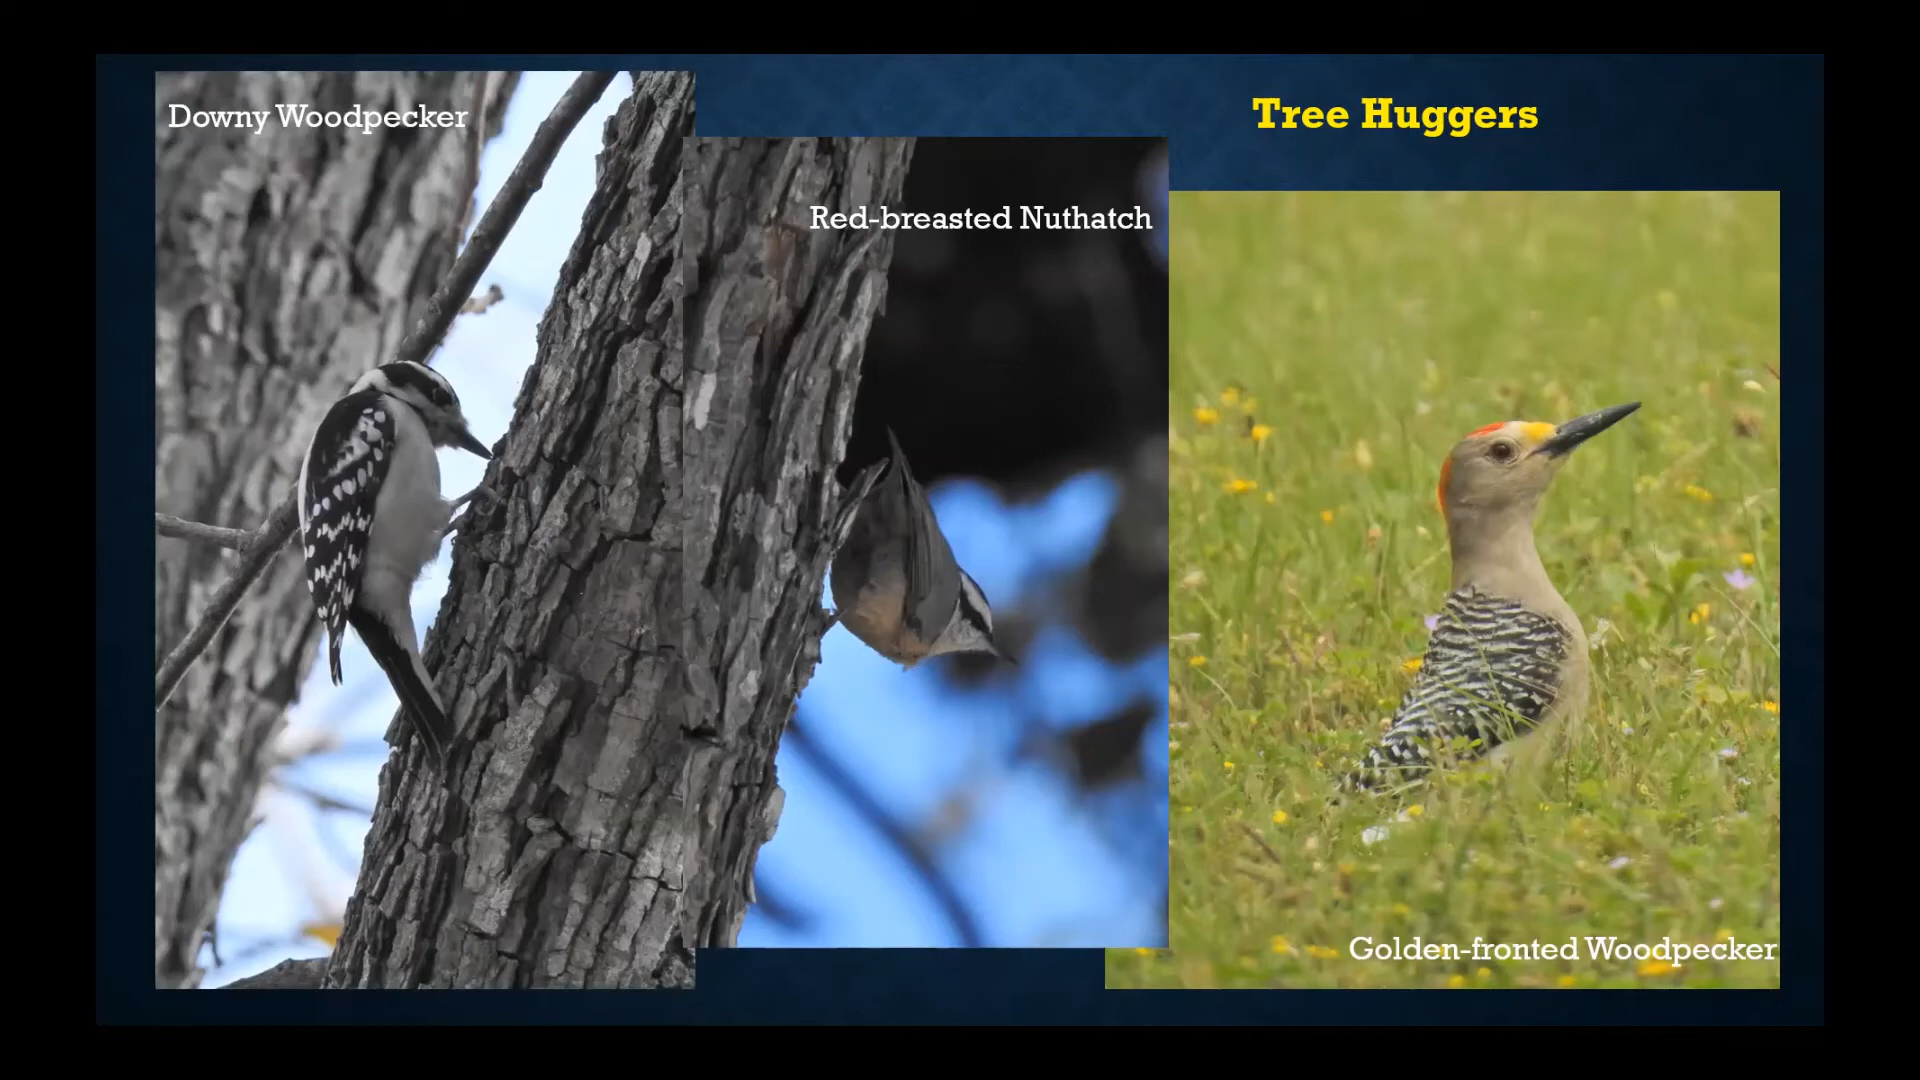 Tree Huggers
Downy Woodpecker
Red-breasted Nuthatch
Golden-fronted Woodpecker